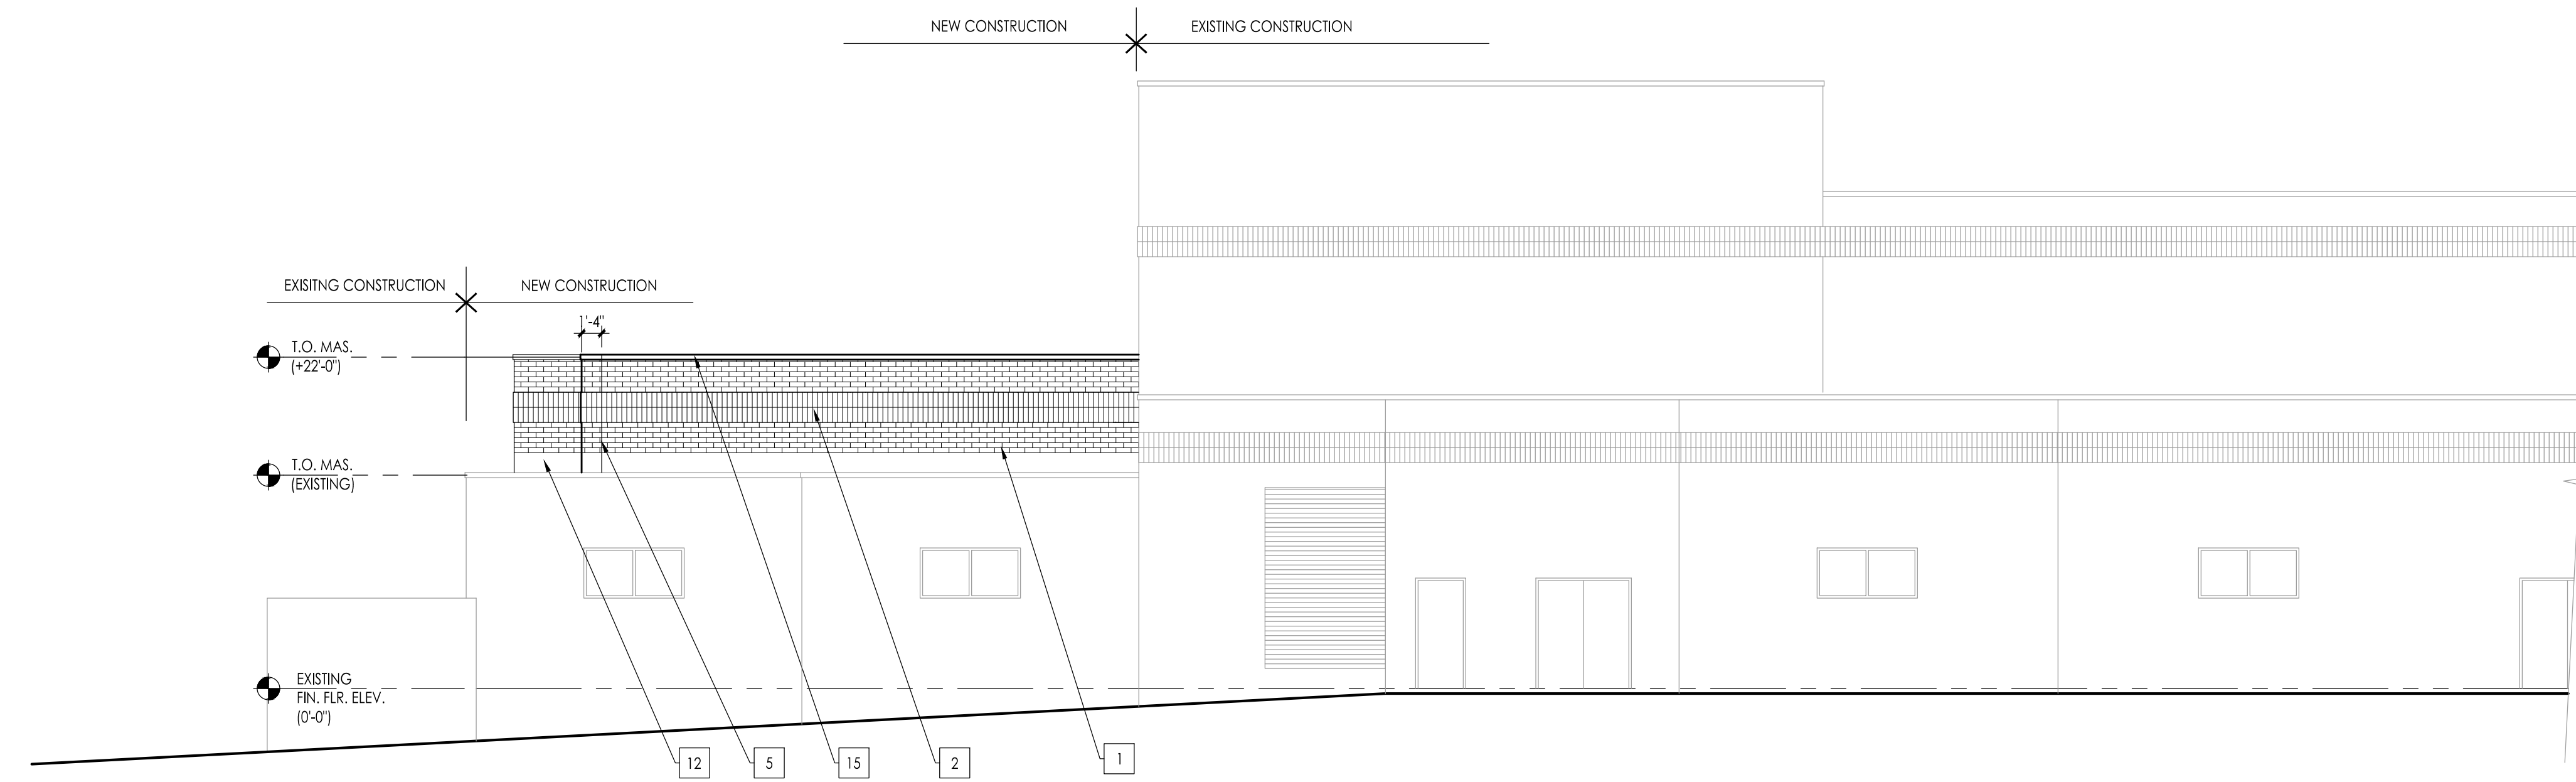 NEW CONSTRUCTION
EXISTING CONSTRUCTION
EXISITNG CONSTRUCTION
NEW CONSTRUCTION
1'-4"
T.O. MAS.
(+22'-0")
T.O. MAS.
(EXISTING)
EXISTING
FIN. FLR. ELEV.
(0'-0")
12
5
15
2
1